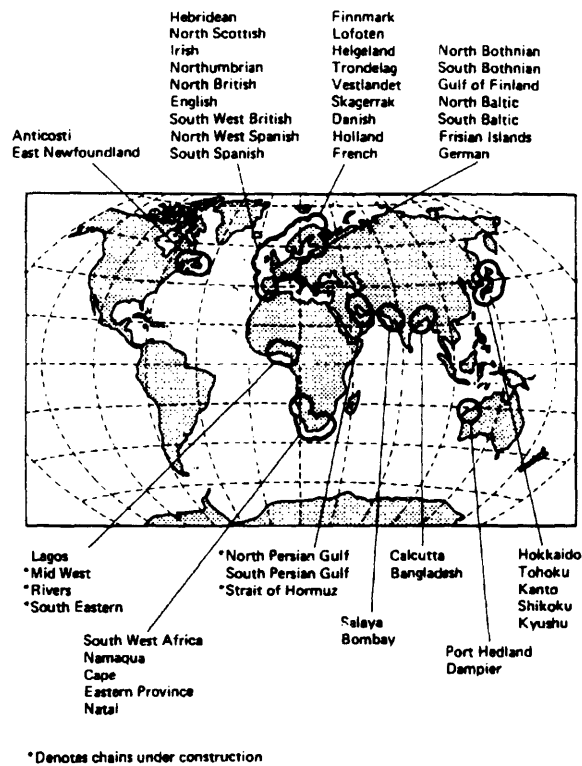 Hebridean
North Scottish
Irish
Northumbrian
North British
English
South West British
North West Spanish
South Spanish
Finnmark
Lofoten
Helgeland
Trondelag
Vestlandet
Skagerrak
Danish
Holland
French
North Bothnian
South Bothnian
Gulf of Finland
North Baltic
South Baltic
Frisian Islands
German
Anticosti
East Newfoundland
Lagos
*Mid West
*Rivers
*South Eastern
South West Africa
Namaqua
Cape
Eastern Province
Natal
*North Persian Gulf
South Persian Gulf
*Strait of Hormuz
Salaya
Bombay
Calcutta
Bangladesh
Port Hedland
Dampier
Hokkaido
Tohoku
Kanto
Shikoku
Kyushu
*Denotes chains under construction